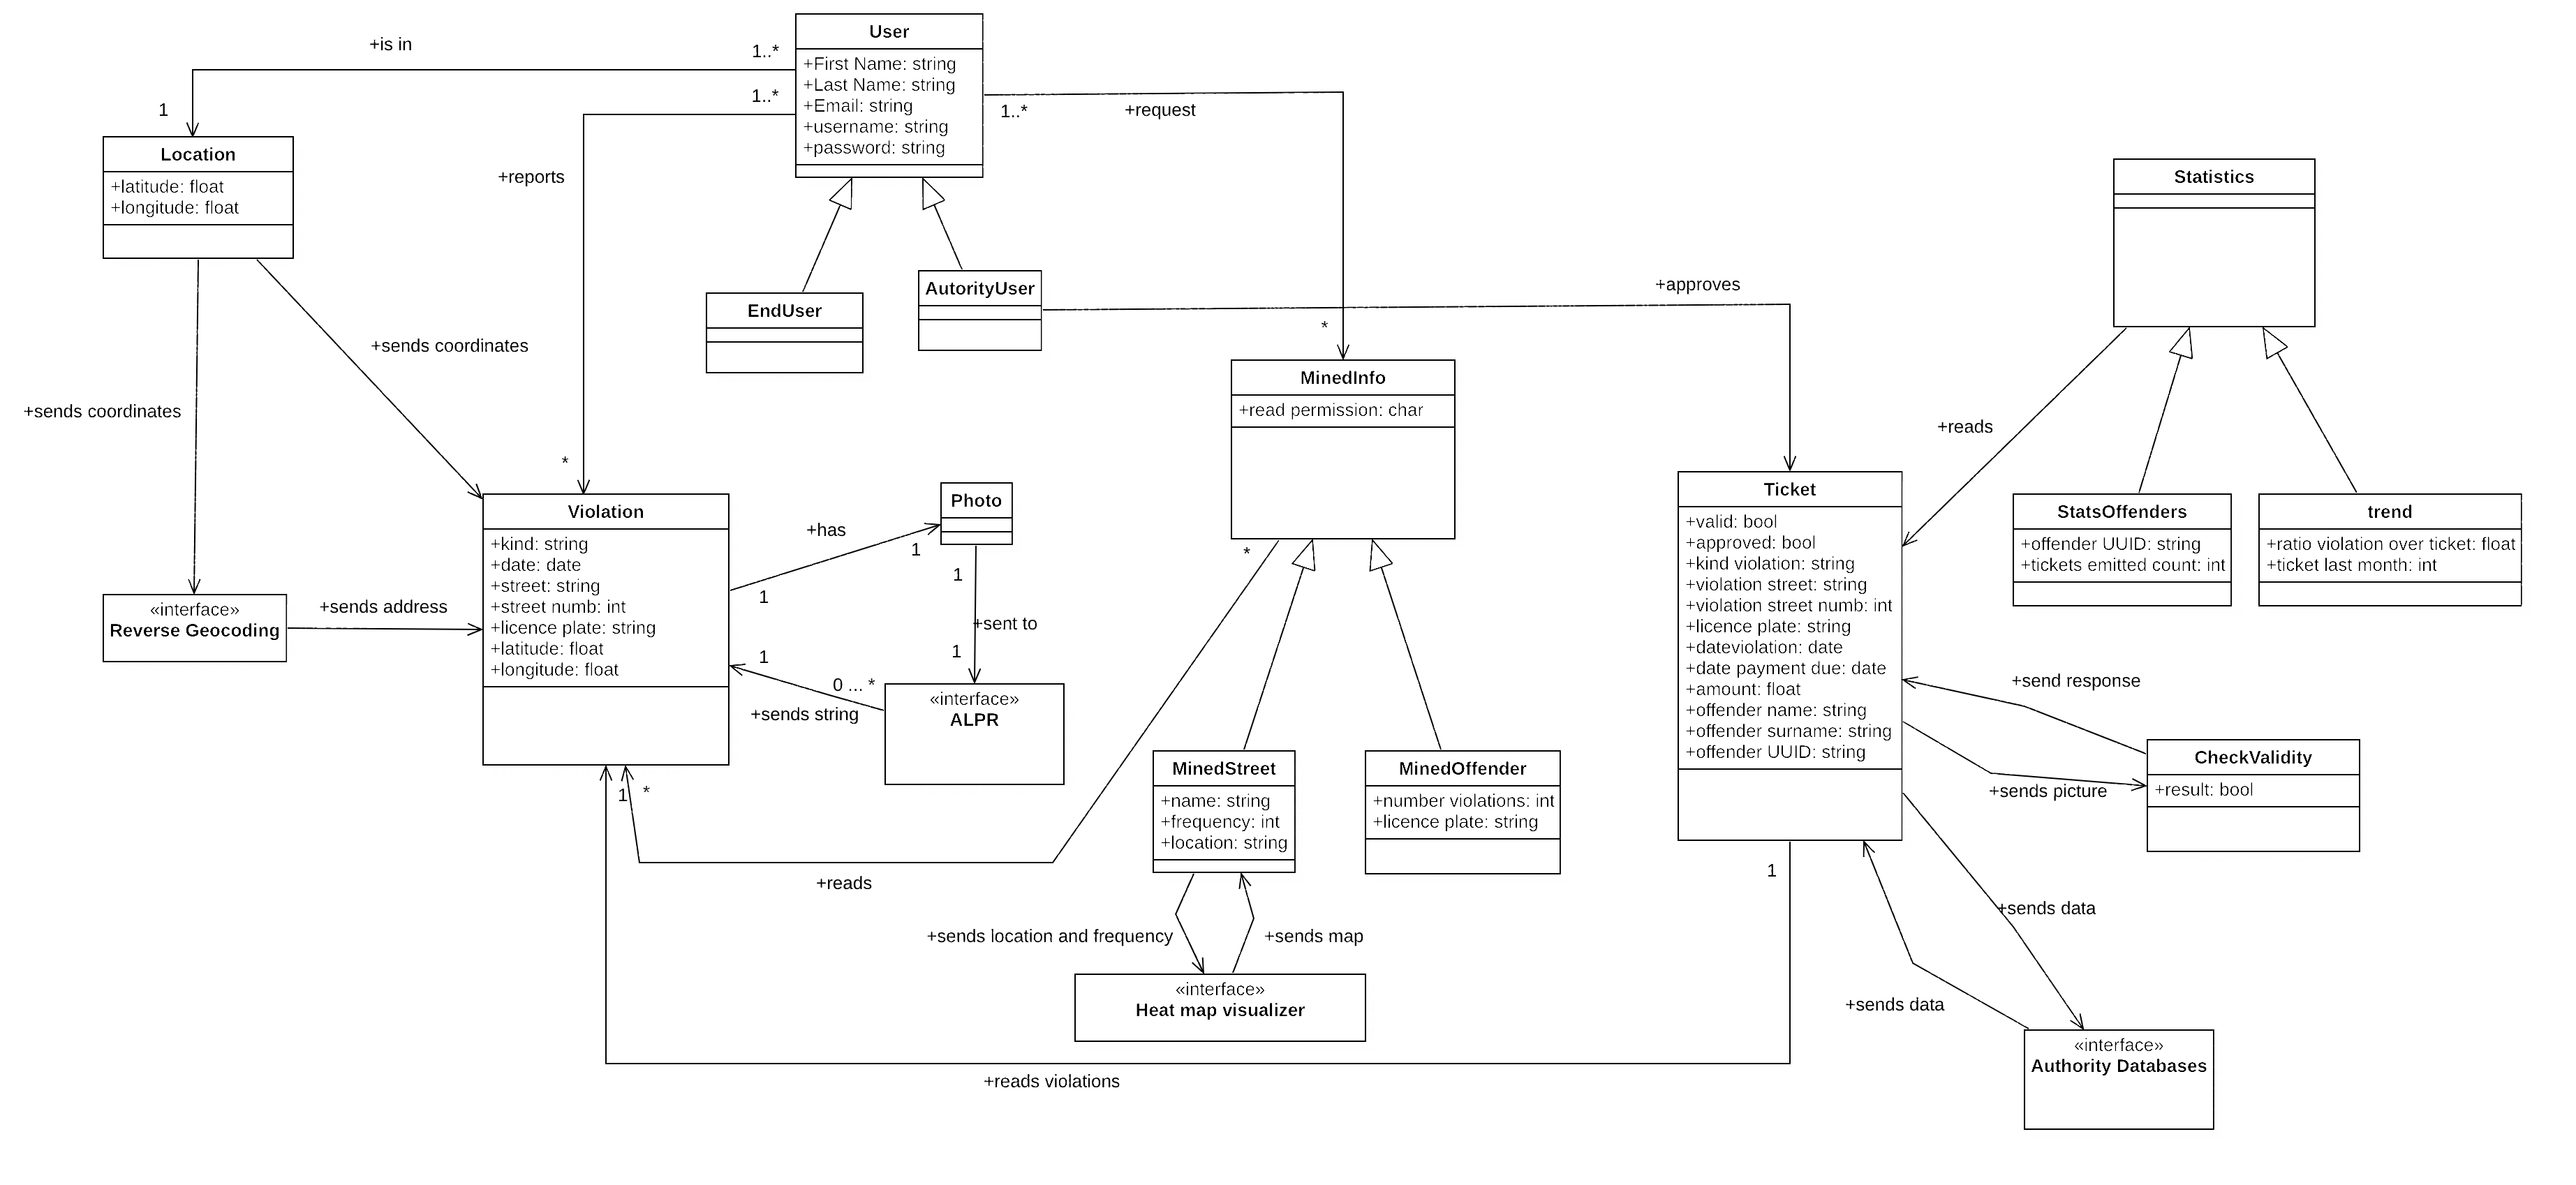 User
+First Name: string
+Last Name: string
+Email: string
+username: string
+password: string
+is in
1..*
1
1..*
+reports
*
1..*
+request
*
Location
+latitude: float
+longitude: float
+sends coordinates
+sends coordinates
EndUser
AutorityUser
+approves
Statistics
+reads
MinedInfo
+read permission: char
*
Violation
+kind: string
+date: date
+street: string
+street numb: int
+licence plate: string
+latitude: float
+longitude: float
«interface»
Reverse Geocoding
+sends address
+has
1
1
Photo
1
+sent to
1
«interface»
ALPR
1
0 ... *
+sends string
1
*
+reads
Ticket
+valid: bool
+approved: bool
+kind violation: string
+violation street: string
+violation street numb: int
+licence plate: string
+dateviolation: date
+date payment due: date
+amount: float
+offender name: string
+offender surname: string
+offender UUID: string
1
StatsOffenders
+offender UUID: string
+tickets emitted count: int
trend
+ratio violation over ticket: float
+ticket last month: int
+send response
+sends picture
CheckValidity
+result: bool
MinedStreet
+name: string
+frequency: int
+location: string
MinedOffender
+number violations: int
+licence plate: string
+sends location and frequency
+sends map
«interface»
Heat map visualizer
+sends data
+sends data
«interface»
Authority Databases
+reads violations